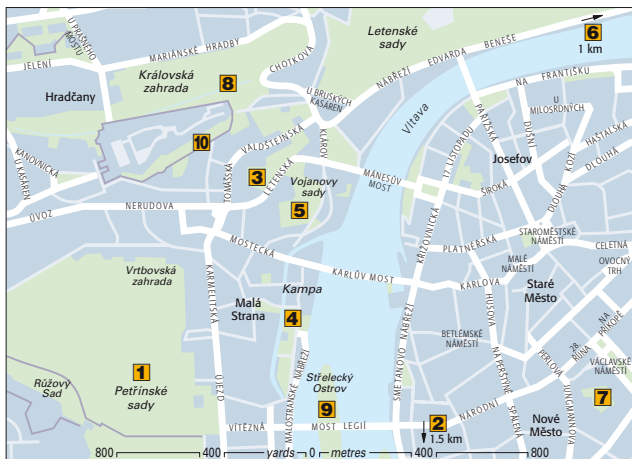 U PRAŠNÉHO
MOSTU
JELENÍ
MARIÁNSKE HRADBY
CHOTKOVA
Letenské
sady
NÁBŘEŽÍ EDVARDA BENEŠE
6
1 km
Královská
zahrada
8
Hradčany
U BRUSKÝCH
KASÁREN
NA FRANTIŠKU
Vltava
U MILOSRDNÝCH
PAŘÍŽSKÁ
DUŠNÍ
KOZÍ
HAŠTALSKÁ
DLOUHÁ
10
VALDŠTEJNSKÁ
KLÁROV
17. LISTOPADU
Josefov
KANOVNICKÁ
U KASÁREN
TOMÁŠSKÁ
3
LETENSKÁ
Vojanovy
sady
5
MÁNESŮV
MOST
ŠIROKÁ
DLOUHÁ
ÚVOZ
NERUDOVA
KŘIŽOVNICKÁ
STAROMĚSTSKÉ
NÁMĚSTÍ
MOSTECKÁ
PLATNÉŘSKÁ
CELETNÁ
MALÉ
NÁMĚSTÍ
OVOCNÝ
TRH
Vrtbovská
zahrada
KARMELITSKÁ
KARLŮV MOST
KARLOVA
Kampa
Staré
Město
Malá
Strana
4
SMETANOVO NÁBŘEŽÍ
HUSOVA
BETLÉMSKÉ
NÁMĚSTÍ
NA PŘÍKOPĚ
28. ŘÍJNA
1
Petřínské
sady
Růžový
Sad
ÚJEZD
MALOSTRANSKÉ NÁBŘEŽÍ
Střelecký
Ostrov
9
NA PERŠTÝNĚ
PERLOVÁ
VÁCLAVSKÉ
NÁMĚSTÍ
7
VÍTĚZNÁ
MOST LEGIÍ
2
1.5 km
NÁRODNÍ
SPÁLENÁ
JUNGMANNOVA
Nové
Město
800 400 yards 0 metres 400 800